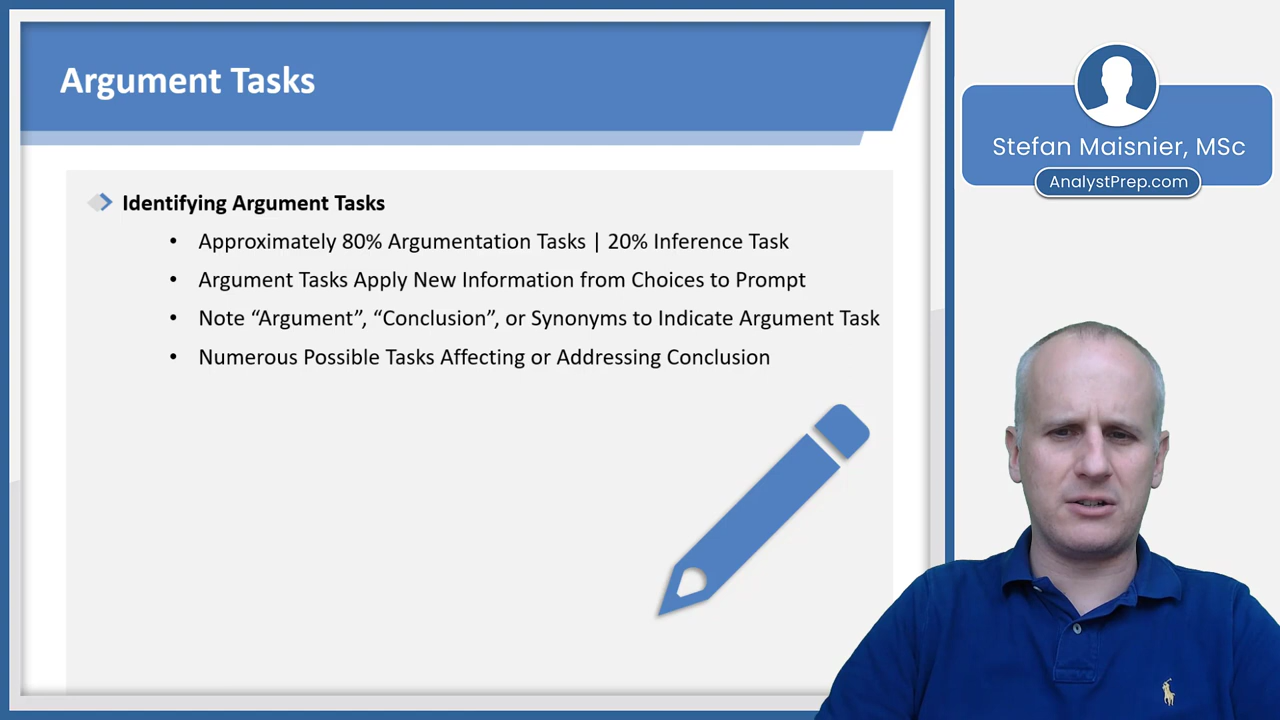 Argument Tasks
Identifying Argument Tasks
• Approximately 80% Argumentation Tasks | 20% Inference Task
• Argument Tasks Apply New Information from Choices to Prompt
• Note “Argument”, “Conclusion”, or Synonyms to Indicate Argument Task
• Numerous Possible Tasks Affecting or Addressing Conclusion
Stefan Maisnier, MSc
AnalystPrep.com